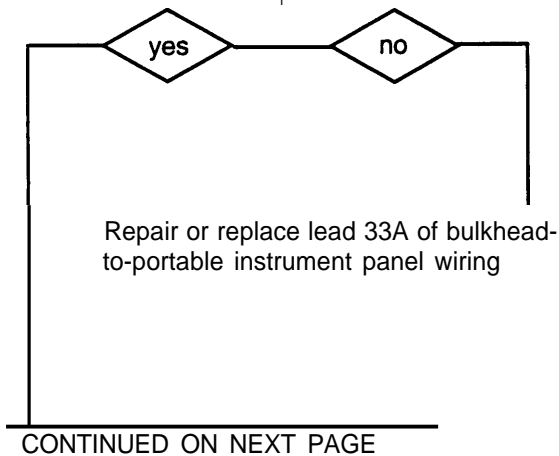 yes
no
Repair or replace lead 33A of bulkhead-
to-portable instrument panel wiring
CONTINUED ON NEXT PAGE